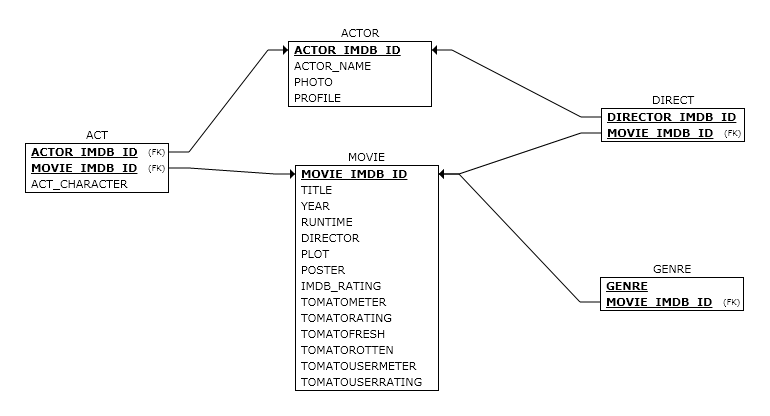 ACTOR
ACTOR_IMDB_ID
ACTOR_NAME
PHOTO
PROFILE
ACT
ACTOR_IMDB_ID (FK)
MOVIE_IMDB_ID (FK)
ACT_CHARACTER
MOVIE
MOVIE_IMDB_ID
TITLE
YEAR
RUNTIME
DIRECTOR
PLOT
POSTER
IMDB_RATING
TOMATOMETER
TOMATORATING
TOMATOFRESH
TOMATOROTTEN
TOMATOUSERMETER
TOMATOUSERRATING
DIRECT
DIRECTOR_IMDB_ID
MOVIE_IMDB_ID (FK)
GENRE
GENRE
MOVIE_IMDB_ID (FK)